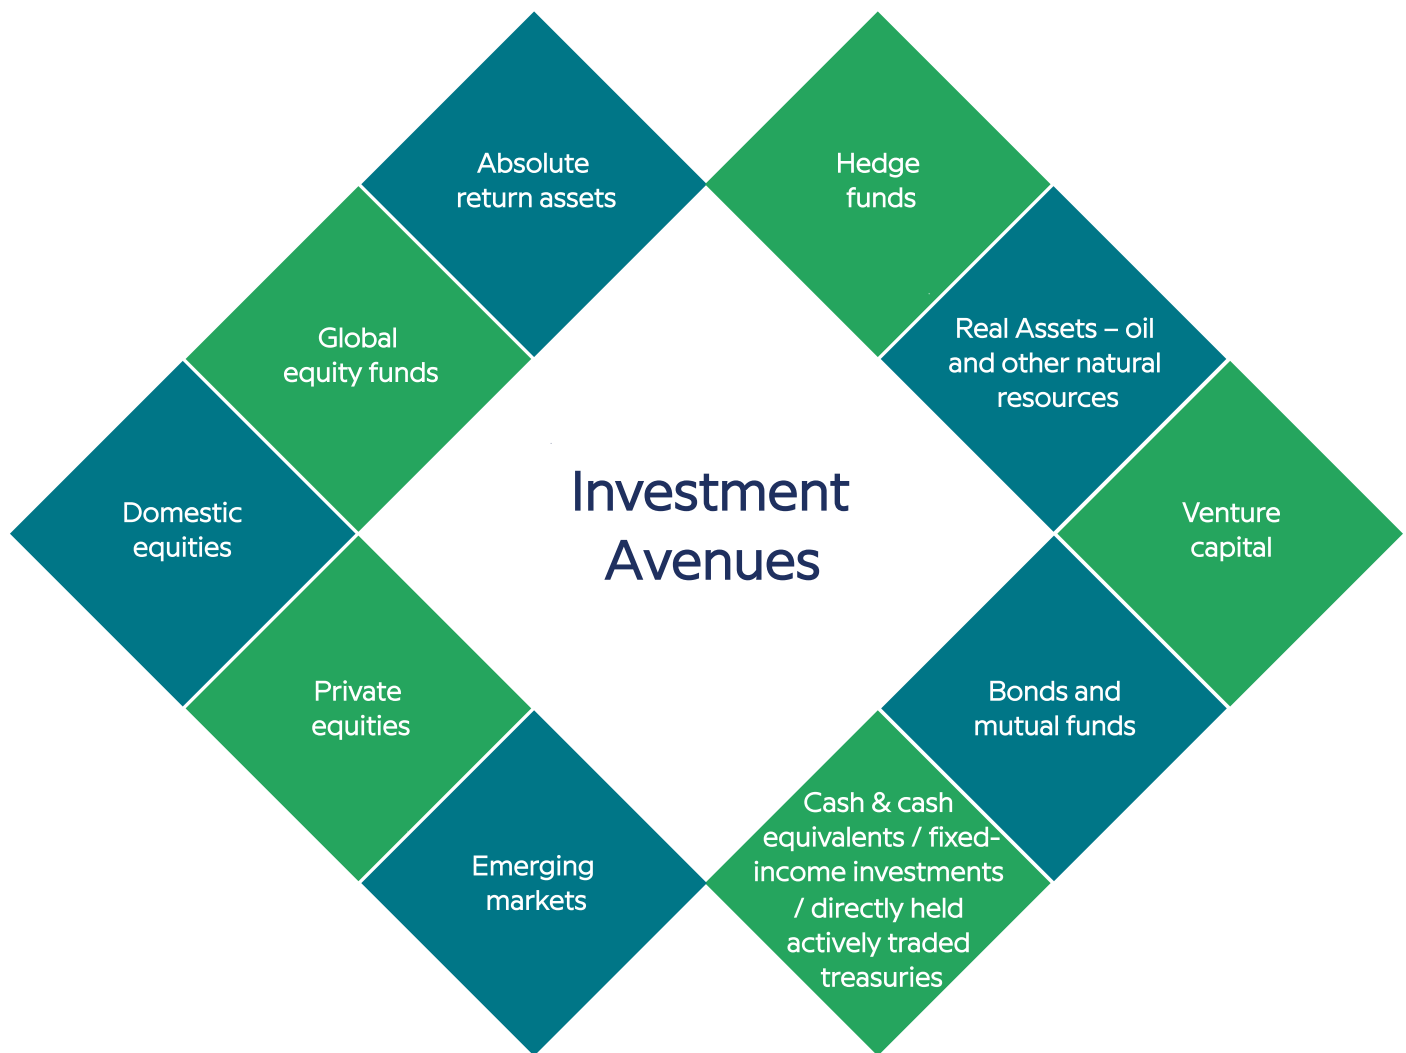 Absolute
return assets
Hedge
funds
Global
equity funds
Real Assets – oil
and other natural
resources
Domestic
equities
Investment
Avenues
Venture
capital
Private
equities
Bonds and
mutual funds
Emerging
markets
Cash & cash
equivalents / fixed-
income investments
/ directly held
actively traded
treasuries